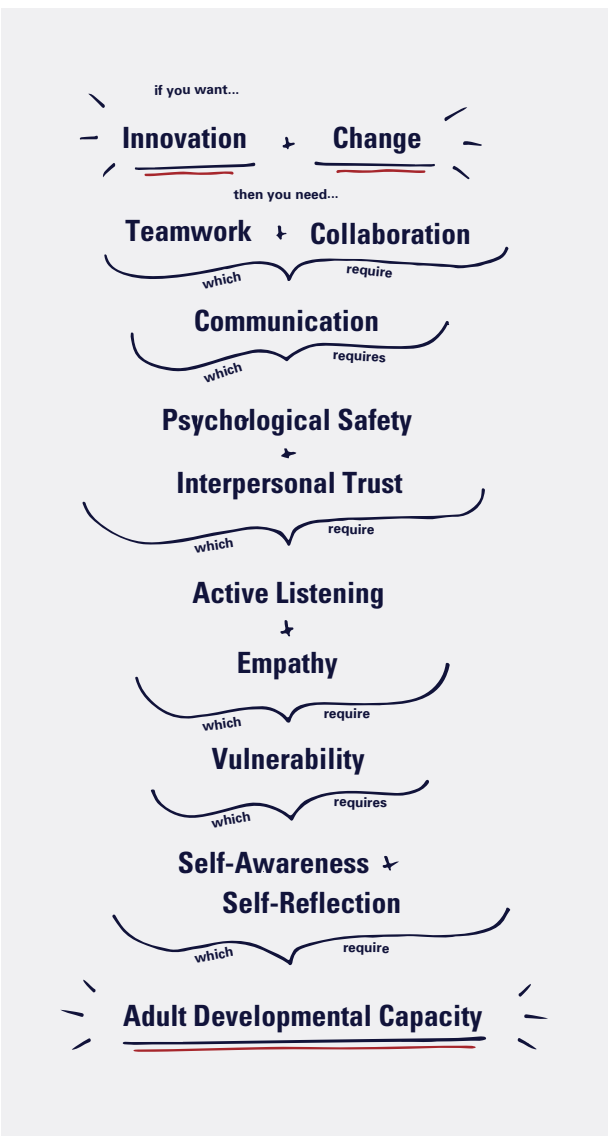 if you want...
Innovation + Change
then you need...
Teamwork + Collaboration
which require
Communication
which requires
Psychological Safety
+
Interpersonal Trust
which require
Active Listening
+
Empathy
which require
Vulnerability
which requires
Self-Awareness +
Self-Reflection
which require
Adult Developmental Capacity